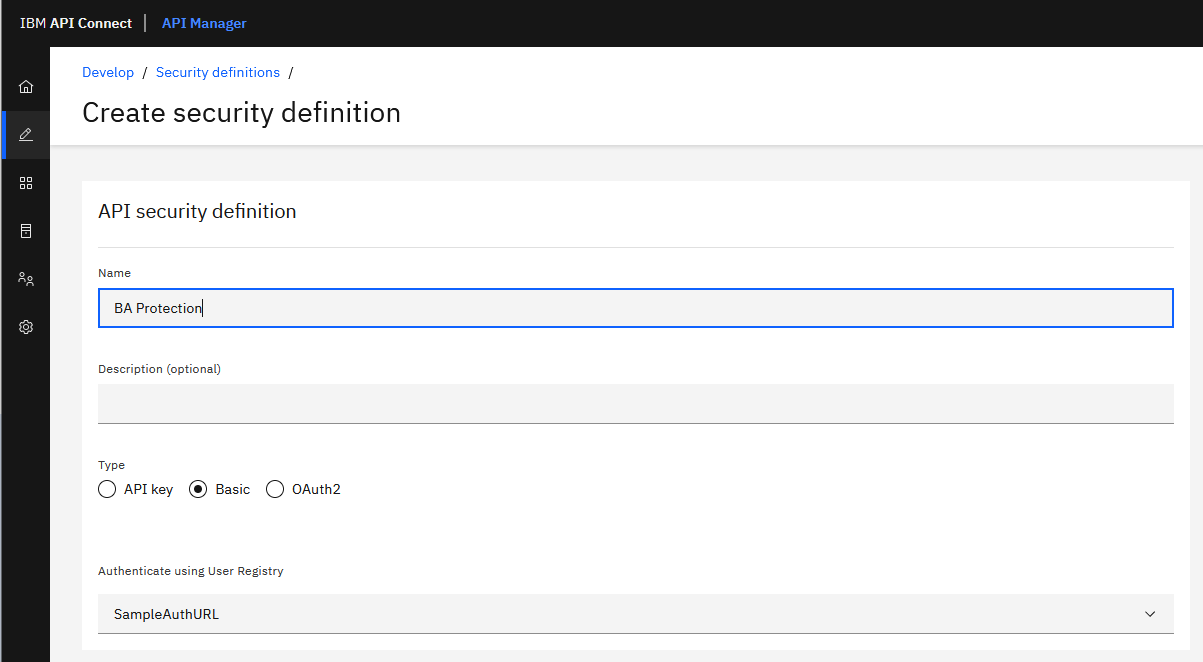 IBM API Connect | API Manager
Develop / Security definitions /
Create security definition
API security definition
Name
BA Protection
Description (optional)
Type
API key Basic OAuth2
Authenticate using User Registry
SampleAuthURL